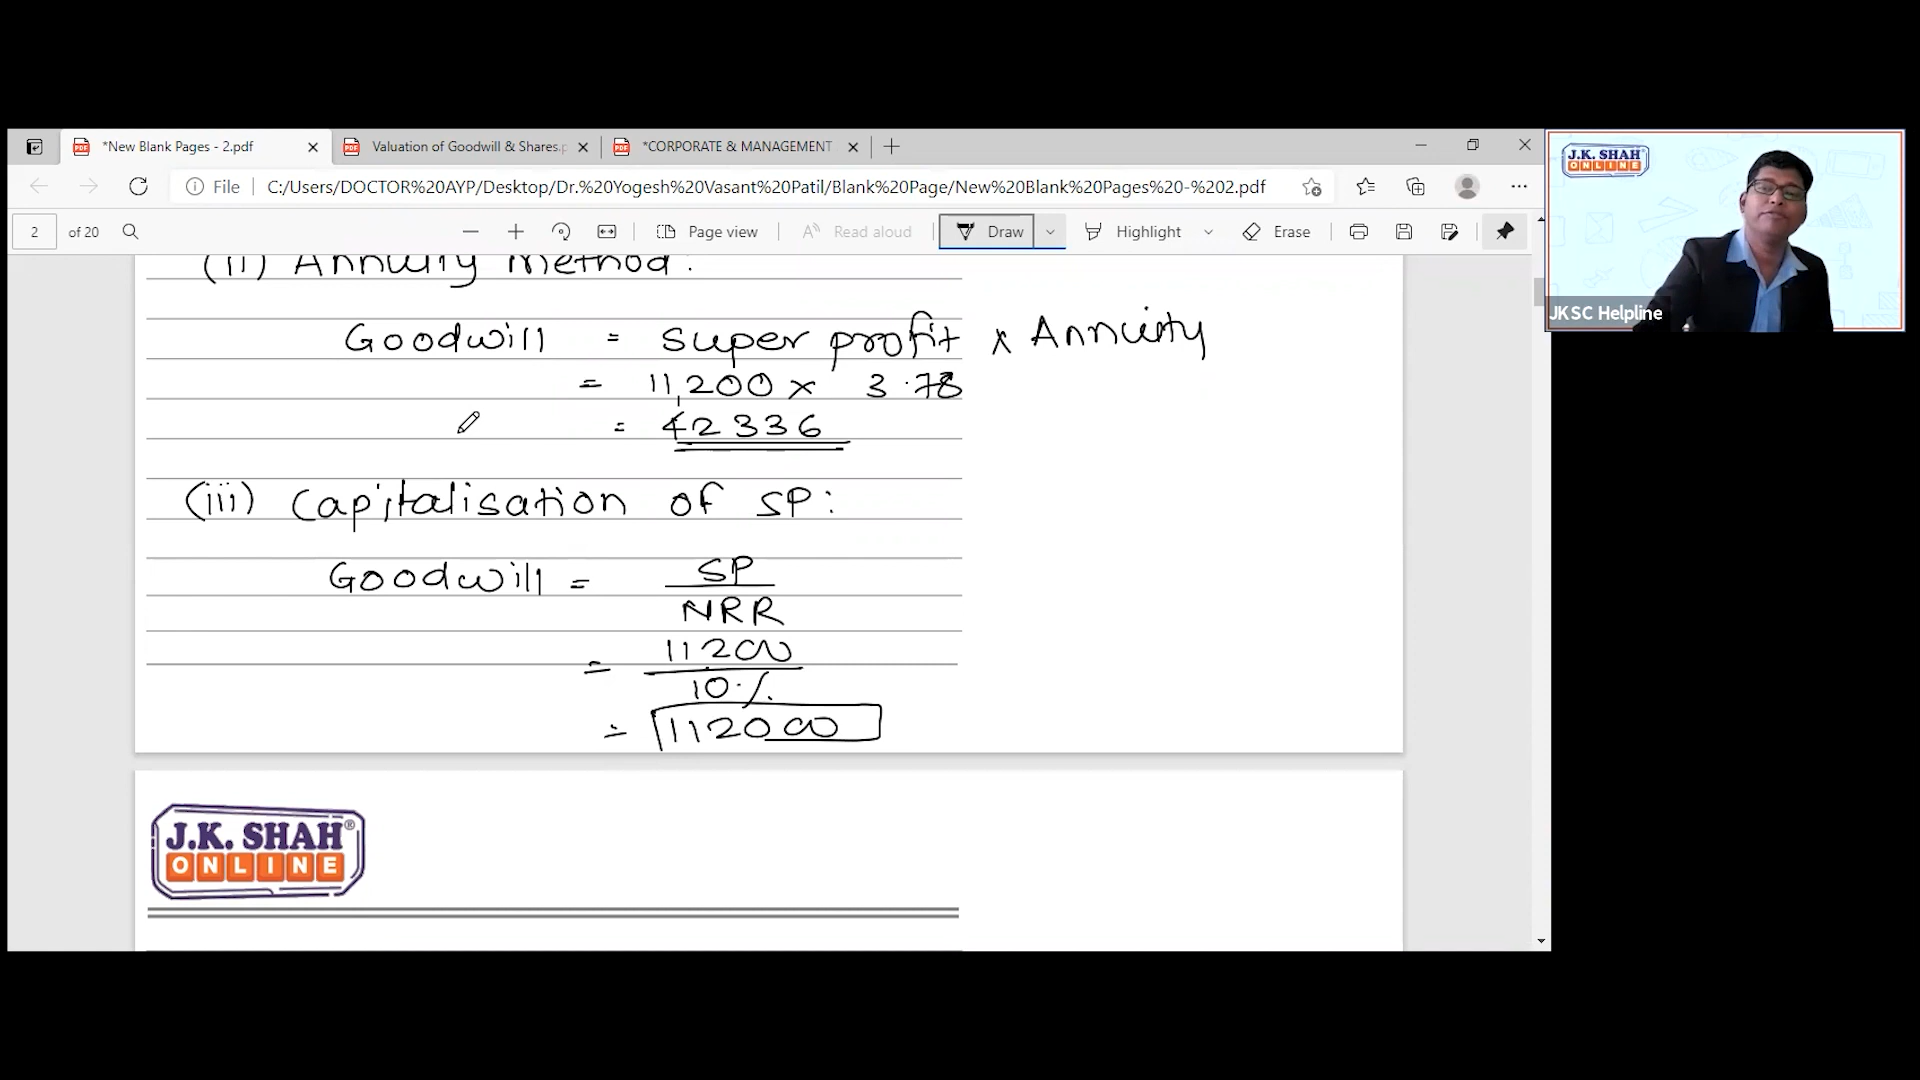 *New Blank Pages - 2.pdf
Valuation of Goodwill & Shares.p
*CORPORATE & MANAGEMENT
File
C:/Users/DOCTOR%20AYP/Desktop/Dr.%20Yogesh%20Vasant%20Patil/Blank%20Page/New%20Blank%20Pages%20-%202.pdf
2 of 20
Page view
Read aloud
Draw
Highlight
Erase
J.K. SHAH
ONLINE
JKSC Helpline
(ii) Annuity Method:
Goodwill = Super profit x Annuity
= 11,200 x 3.78
= 42336
(iii) Capitalisation of SP:
Goodwill = SP
NRR
= 11200
10%
= 112000
J.K. SHAH®
ONLINE